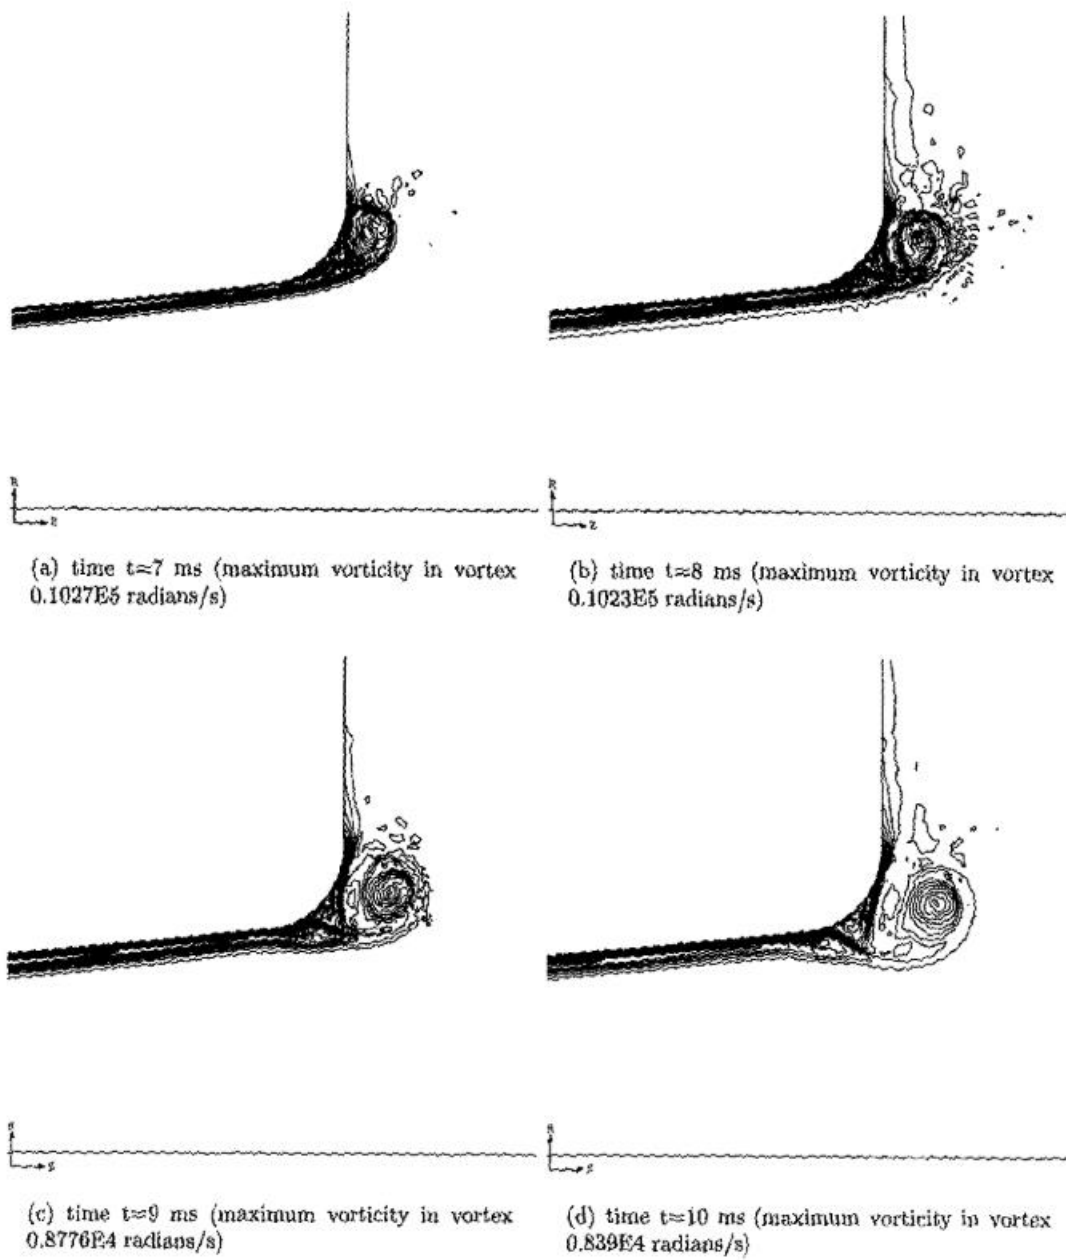 R
z
(a) time t≈7 ms (maximum vorticity in vortex
0.1027E5 radians/s)
R
z
(b) time t≈8 ms (maximum vorticity in vortex
0.1023E5 radians/s)
R
z
(c) time t≈9 ms (maximum vorticity in vortex
0.8776E4 radians/s)
R
z
(d) time t≈10 ms (maximum vorticity in vortex
0.839E4 radians/s)